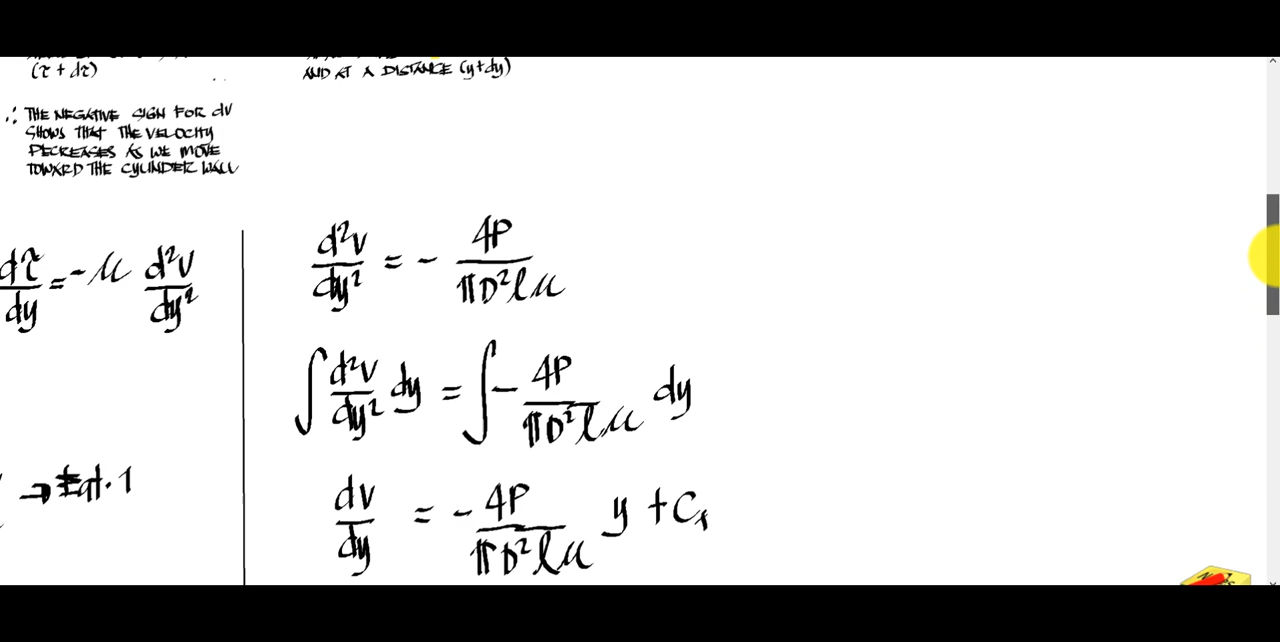 (τ + dτ)
AND AT A DISTANCE (y+dy)
∴ THE NEGATIVE SIGN FOR dV
SHOWS THAT THE VELOCITY
DECREASES AS WE MOVE
TOWARD THE CYLINDER WALL
dτ/dy = -μ d²V/dy²
d²V/dy² = - 4P/πD²lμ
∫ d²V/dy² dy = ∫ - 4P/πD²lμ dy
→ Eqt. 1
dV/dy = - 4P/πD²lμ y + C₁